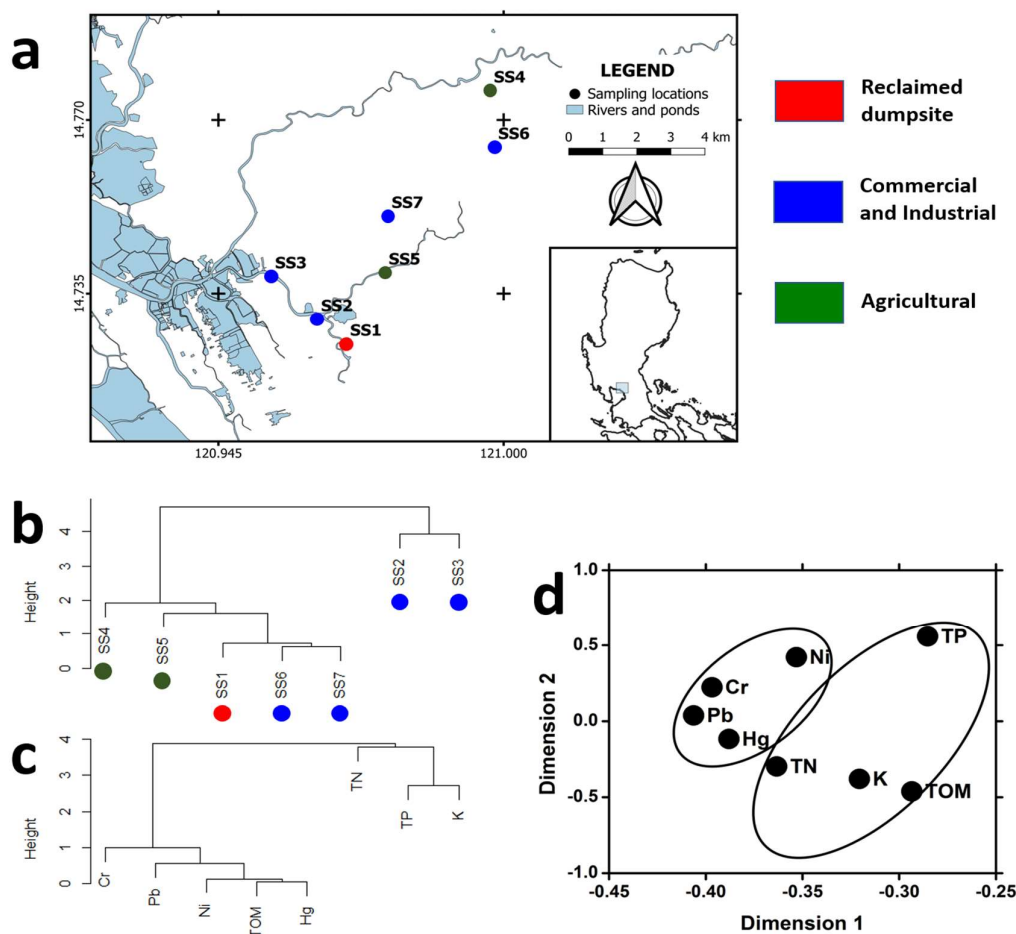 a
LEGEND
Sampling locations
Rivers and ponds
0 1 2 3 4 km
SS4
SS6
SS7
SS5
SS3
SS2
SS1
14.770
14.735
120.945
121.000
Reclaimed
dumpsite
Commercial
and Industrial
Agricultural
b
Height
0 1 2 3 4
SS4
SS5
SS1
SS6
SS7
SS2
SS3
c
Height
0 1 2 3 4
Cr
Pb
Ni
TOM
Hg
TN
TP
K
d
Dimension 2
1.0
0.5
0.0
-0.5
-1.0
TP
Ni
Cr
Pb
Hg
TN
K
TOM
-0.45 -0.40 -0.35 -0.30 -0.25
Dimension 1